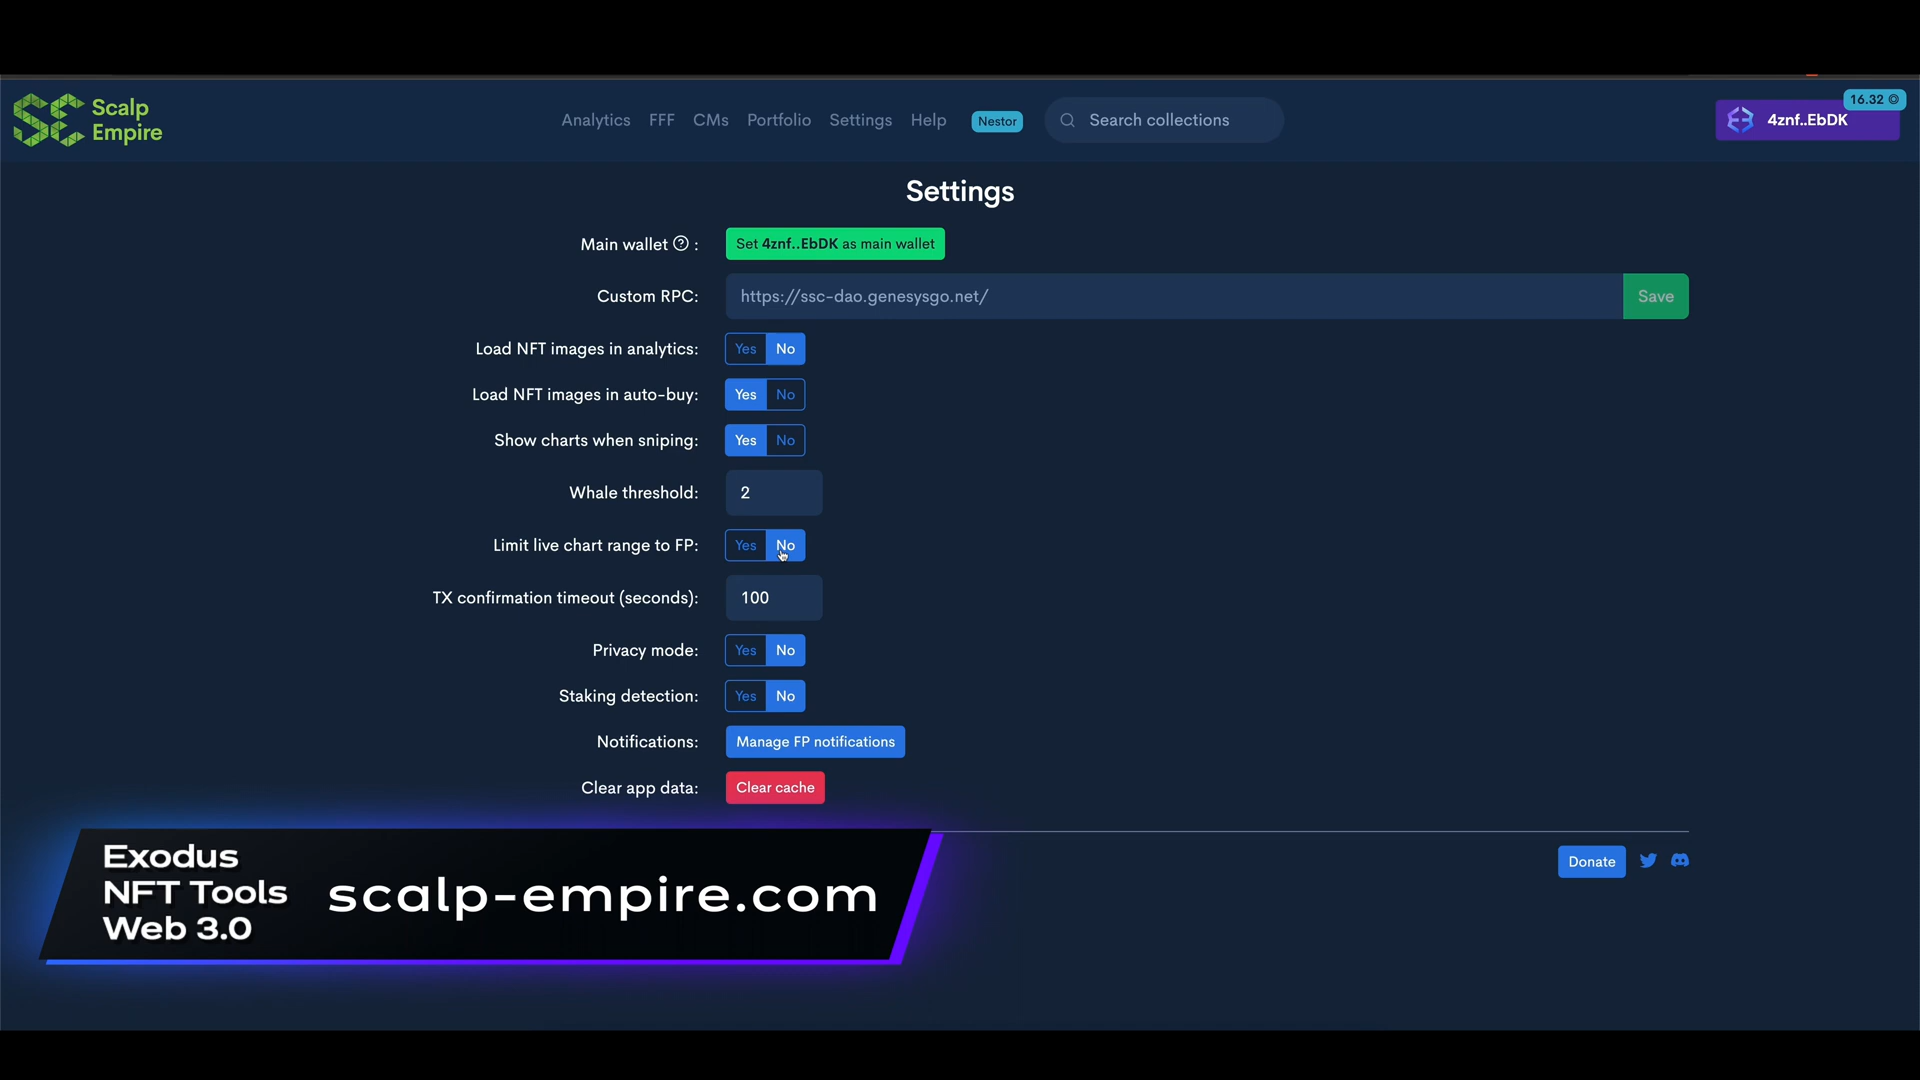 Scalp
Empire
Analytics FFF CMs Portfolio Settings Help Nestor Search collections
16.32
4znf..EbDK
Settings
Main wallet ? : Set 4znf..EbDK as main wallet
Custom RPC: https://ssc-dao.genesysgo.net/ Save
Load NFT images in analytics: Yes No
Load NFT images in auto-buy: Yes No
Show charts when sniping: Yes No
Whale threshold: 2
Limit live chart range to FP: Yes No
TX confirmation timeout (seconds): 100
Privacy mode: Yes No
Staking detection: Yes No
Notifications: Manage FP notifications
Clear app data: Clear cache
Donate
Exodus
NFT Tools
Web 3.0
scalp-empire.com